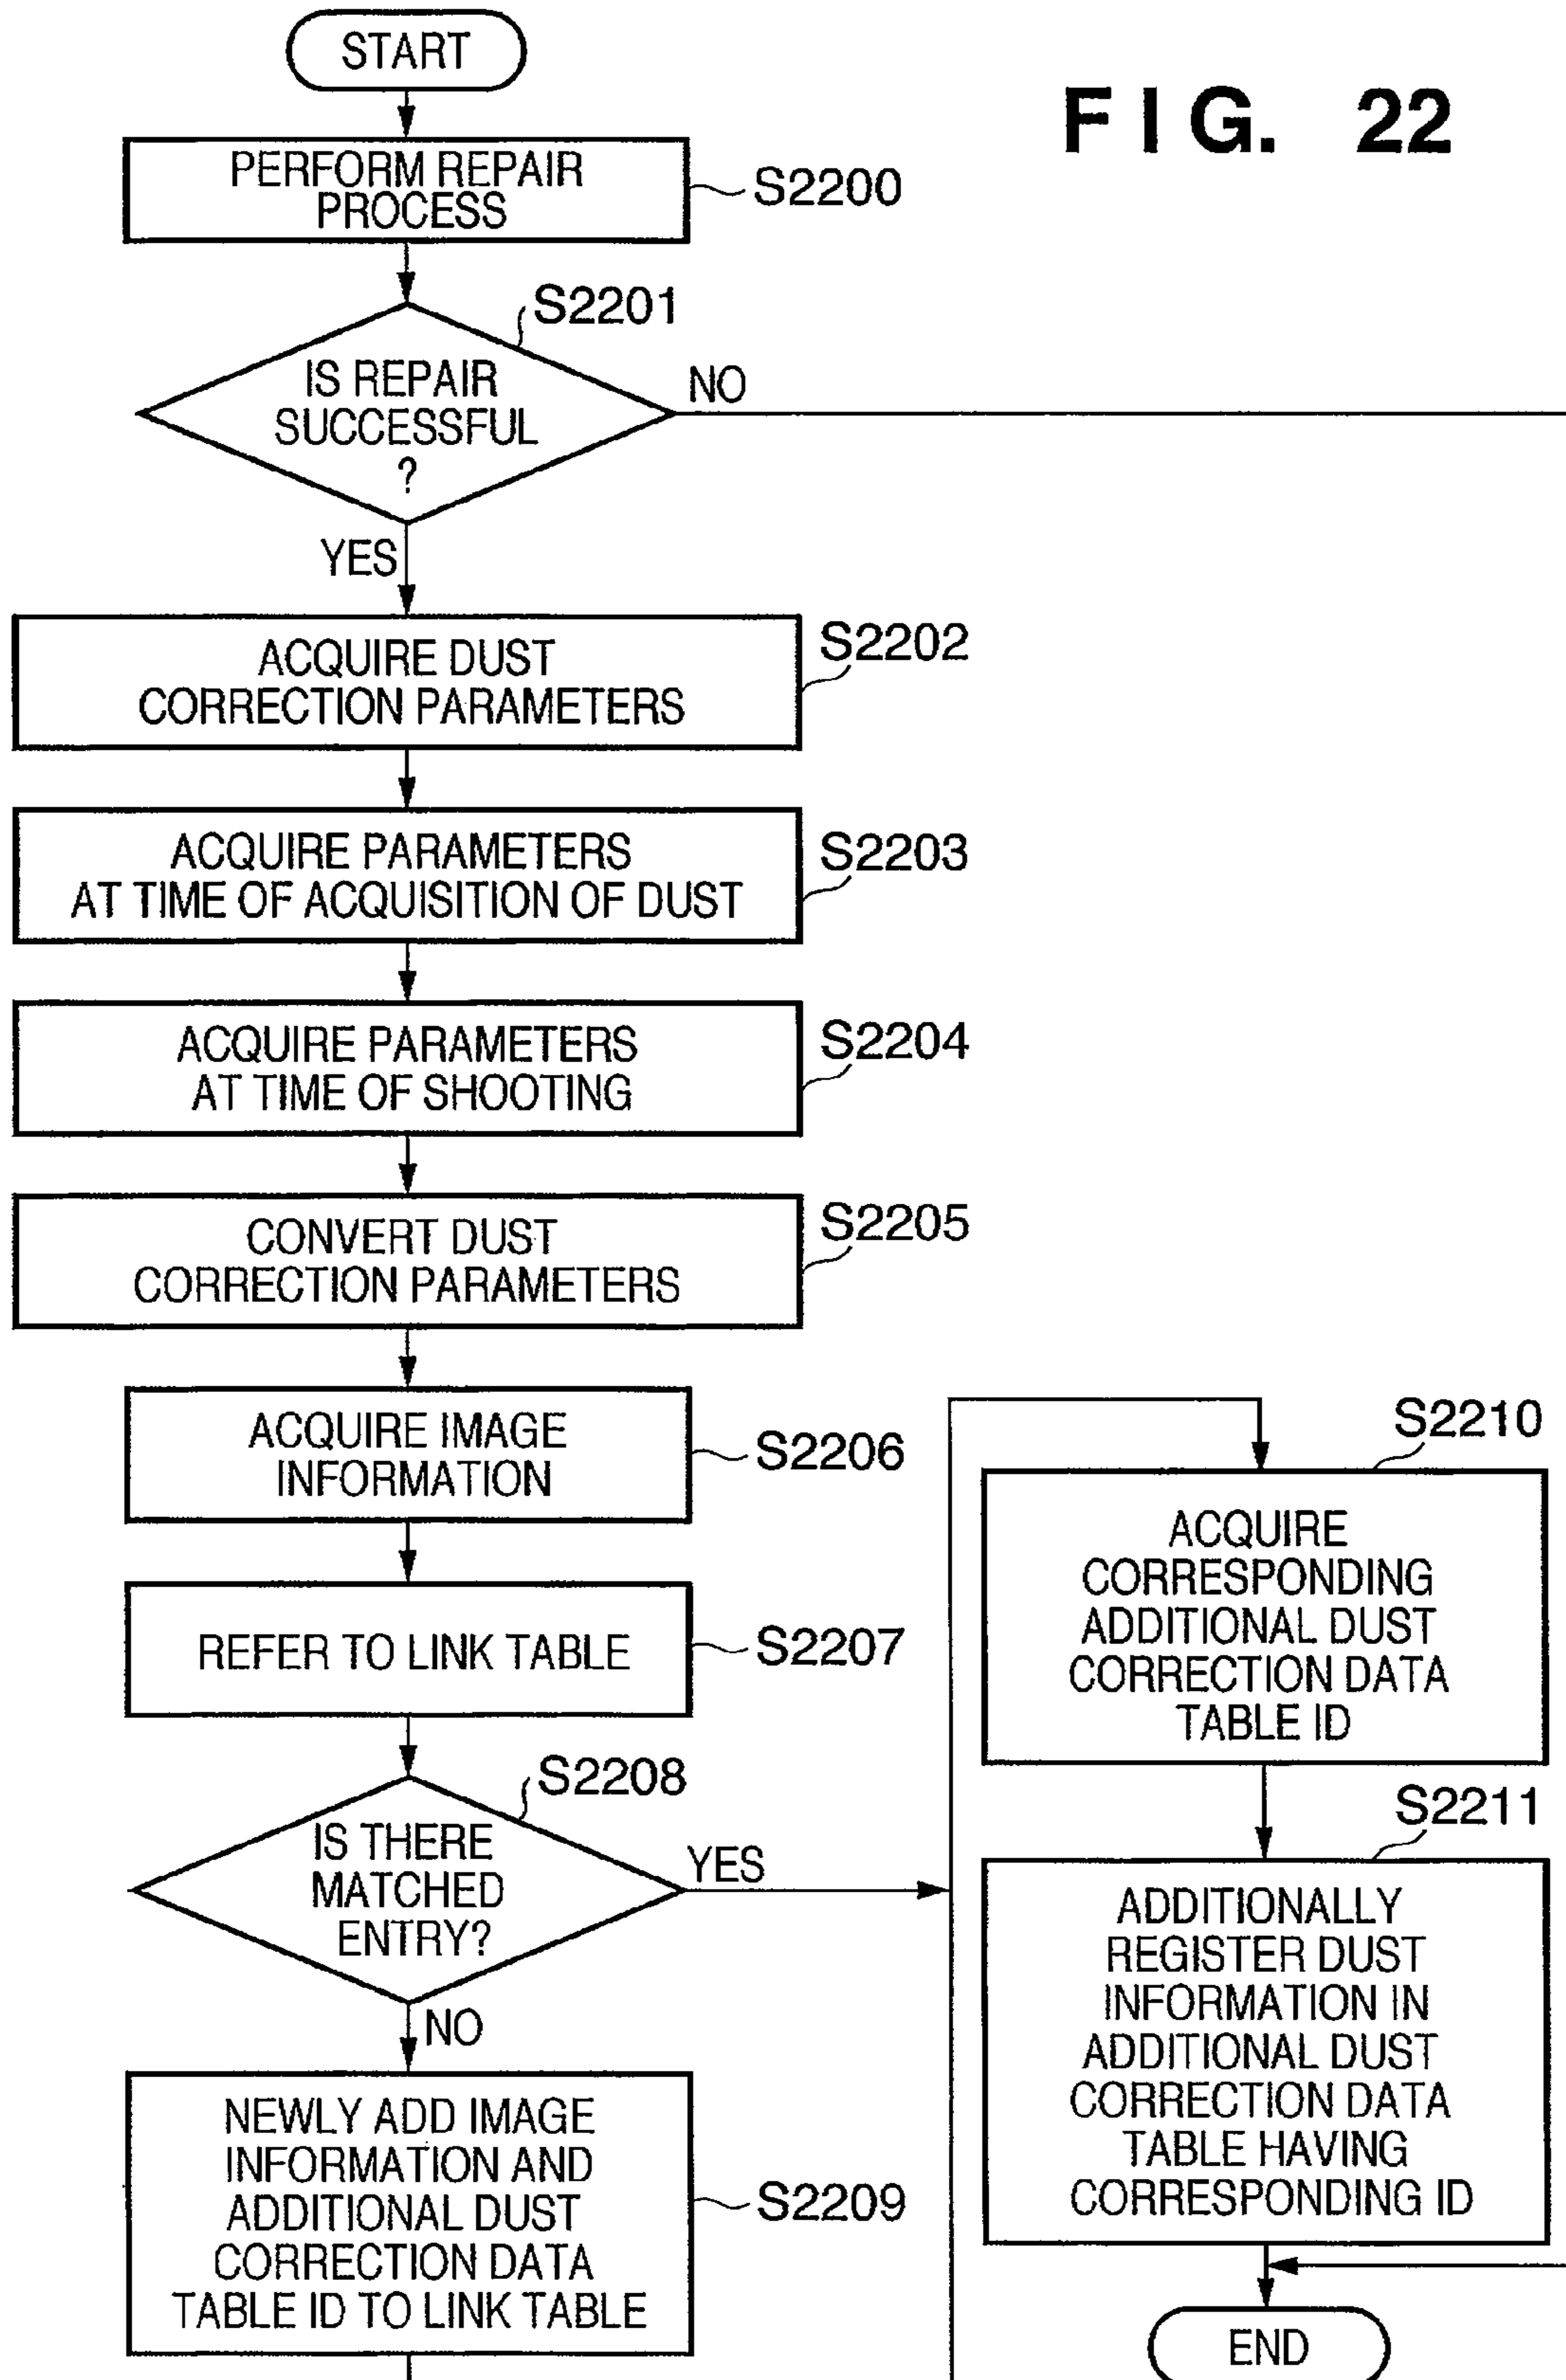 START
FIG. 22
PERFORM REPAIR
PROCESS
S2200
S2201
IS REPAIR
SUCCESSFUL
?
NO
YES
ACQUIRE DUST
CORRECTION PARAMETERS
S2202
ACQUIRE PARAMETERS
AT TIME OF ACQUISITION OF DUST
S2203
ACQUIRE PARAMETERS
AT TIME OF SHOOTING
S2204
CONVERT DUST
CORRECTION PARAMETERS
S2205
ACQUIRE IMAGE
INFORMATION
S2206
REFER TO LINK TABLE
S2207
S2208
IS THERE
MATCHED
ENTRY?
YES
NO
NEWLY ADD IMAGE
INFORMATION AND
ADDITIONAL DUST
CORRECTION DATA
TABLE ID TO LINK TABLE
S2209
S2210
ACQUIRE
CORRESPONDING
ADDITIONAL DUST
CORRECTION DATA
TABLE ID
S2211
ADDITIONALLY
REGISTER DUST
INFORMATION IN
ADDITIONAL DUST
CORRECTION DATA
TABLE HAVING
CORRESPONDING ID
END